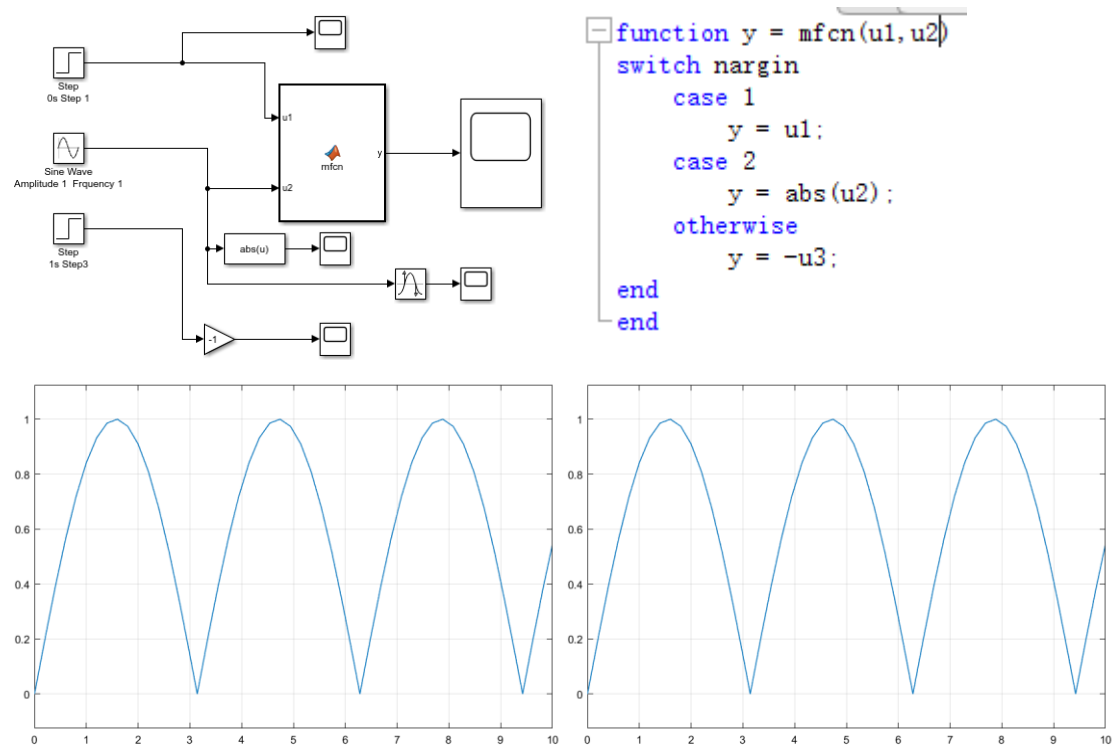 Step
0s Step 1
u1
mfcn
y
u2
Sine Wave
Amplitude 1 Frquency 1
Step
1s Step3
abs(u)
-1
function y = mfcn(u1,u2)
switch nargin
case 1
y = u1;
case 2
y = abs(u2);
otherwise
y = -u3;
end
end
1
0.8
0.6
0.4
0.2
0
0 1 2 3 4 5 6 7 8 9 10
1
0.8
0.6
0.4
0.2
0
0 1 2 3 4 5 6 7 8 9 10